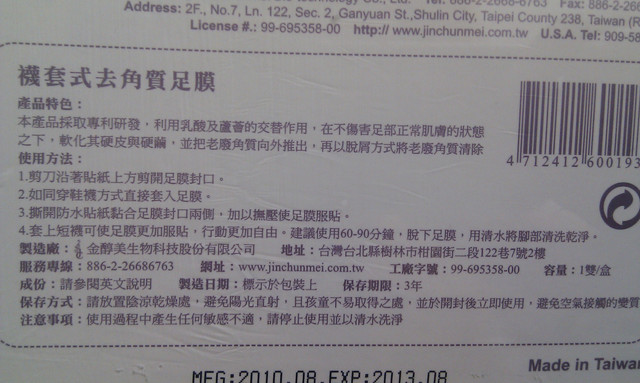 Address: 2F., No.7, Ln. 122, Sec. 2, Ganyuan St.,Shulin City, Taipei County 238, Taiwan (R
License #.: 99-695358-00 http:// www.jinchunmei.com.tw U.S.A. Tel: 909-58
襪套式去角質足膜
產品特色：
本產品採取專利研發，利用乳酸及蘆薈的交替作用，在不傷害足部正常肌膚的狀態
之下，軟化其硬皮與硬繭，並把老廢角質向外推出，再以脫屑方式將老廢角質清除
使用方法：
1.剪刀沿著貼紙上方剪開足膜封口。
2.如同穿鞋襪方式直接套入足膜。
3.撕開防水貼紙黏合足膜封口兩側，加以撫壓使足膜服貼。
4.套上短襪可使足膜更加服貼，行動更加自由。建議使用60-90分鐘，脫下足膜，用清水將腳部清洗乾淨。
製造廠： 金醇美生物科技股份有限公司 地址：台灣台北縣樹林市柑園街二段122巷7號2樓
服務專線：886-2-26686763 網址：www.jinchunmei.com.tw 工廠字號：99-695358-00 容量：1雙/盒
成份：請參閱英文說明 製造日期：標示於包裝上 保存期限：3年
保存方式：請放置陰涼乾燥處，避免陽光直射，且孩童不易取得之處，並於開封後立即使用，避免空氣接觸的變質
注意事項：使用過程中產生任何敏感不適，請停止使用並以清水洗淨
4 712412 600193
MFG:2010.08.EXP:2013.08
Made in Taiwan